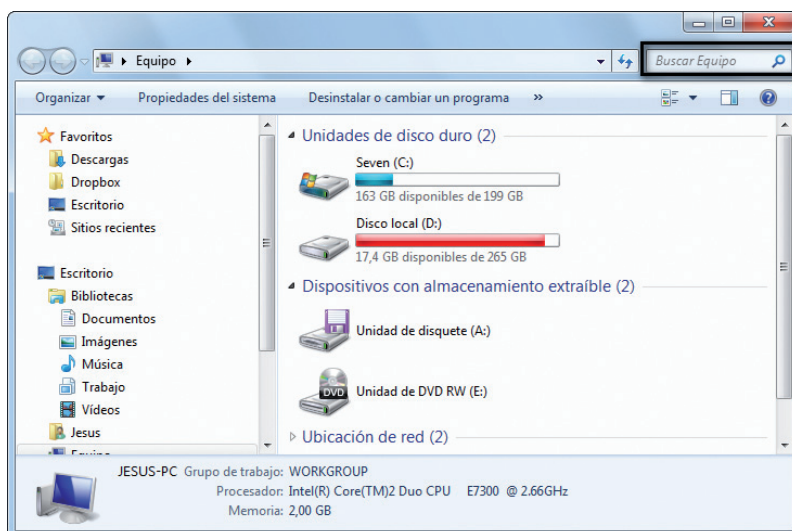 Equipo
Buscar Equipo
Organizar
Propiedades del sistema
Desinstalar o cambiar un programa
»
Favoritos
Descargas
Dropbox
Escritorio
Sitios recientes
Escritorio
Bibliotecas
Documentos
Imágenes
Música
Trabajo
Vídeos
Jesus
Equipo
Unidades de disco duro (2)
Seven (C:)
163 GB disponibles de 199 GB
Disco local (D:)
17,4 GB disponibles de 265 GB
Dispositivos con almacenamiento extraíble (2)
Unidad de disquete (A:)
DVD
Unidad de DVD RW (E:)
Ubicación de red (2)
JESUS-PC Grupo de trabajo: WORKGROUP
Procesador: Intel(R) Core(TM)2 Duo CPU E7300 @ 2.66GHz
Memoria: 2,00 GB